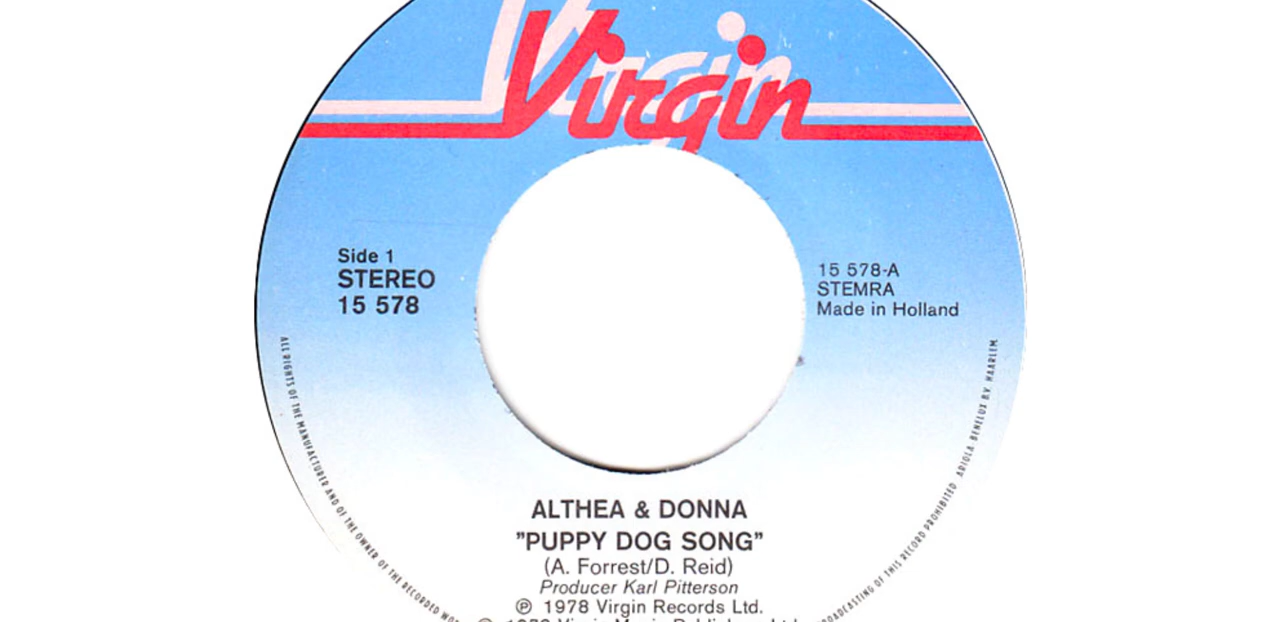 Virgin
Side 1
STEREO
15 578
15 578-A
STEMRA
Made in Holland
ALTHEA & DONNA
"PUPPY DOG SONG"
(A. Forrest/D. Reid)
Producer Karl Pitterson
℗ 1978 Virgin Records Ltd.
ALL RIGHTS OF THE MANUFACTURER AND OF THE OWNER OF THE RECORDED
BROADCASTING OF THIS RECORD PROHIBITED. ARIOLA BENELUX B.V. HAARLEM